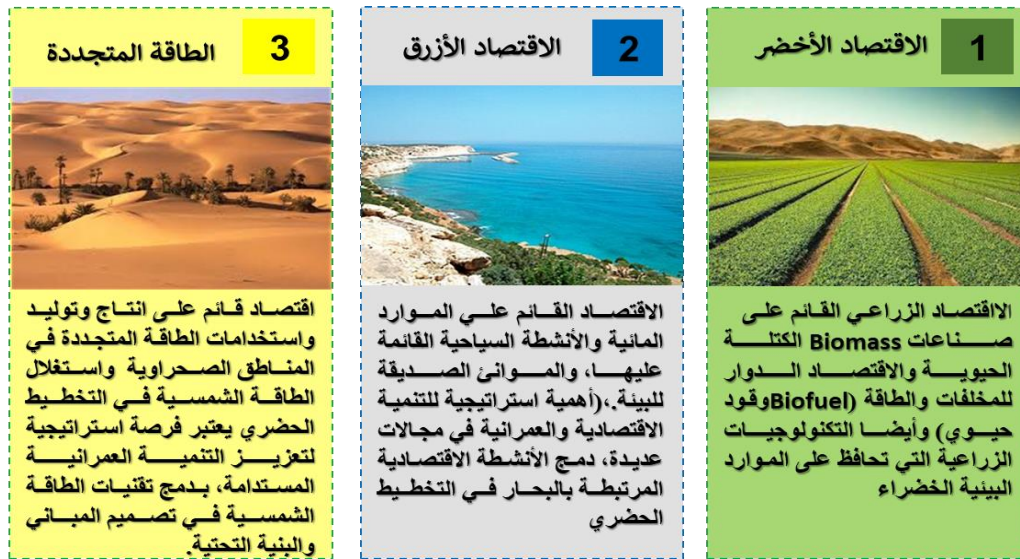 1
الاقتصاد الأخضر
الااقتصاد الزراعي القائم على
صناعات Biomass الكتلة
الحيوية والاقتصاد الدوار
للمخلفات والطاقة (Biofuelوقود
حيوي) وأيضا التكنولوجيات
الزراعية التي تحافظ على الموارد
البيئية الخضراء
2
الاقتصاد الأزرق
الاقتصاد القائم علي الموارد
المائية والأنشطة السياحية القائمة
عليها، والموانئ الصديقة
للبيئة.،(أهمية استراتيجية للتنمية
الاقتصادية والعمرانية في مجالات
عديدة، دمج الأنشطة الاقتصادية
المرتبطة بالبحار في التخطيط
الحضري
3
الطاقة المتجددة
اقتصاد قائم على انتاج وتوليد
واستخدامات الطاقة المتجددة في
المناطق الصحراوية واستغلال
الطاقة الشمسية في التخطيط
الحضري يعتبر فرصة استراتيجية
لتعزيز التنمية العمرانية
المستدامة، بدمج تقنيات الطاقة
الشمسية في تصميم المباني
والبنية التحتية.